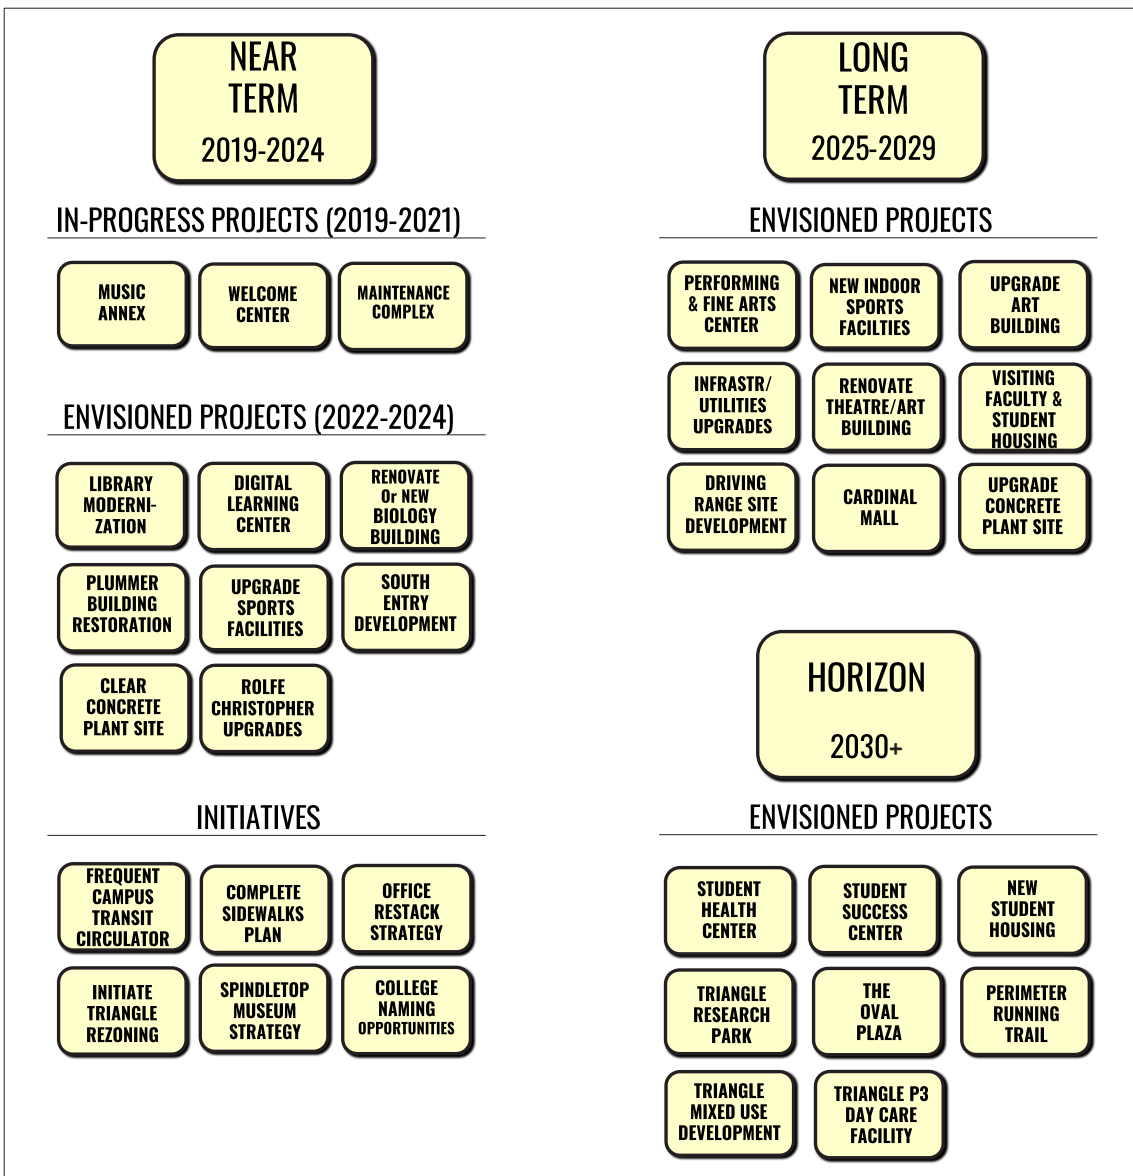 NEAR
TERM
2019-2024
IN-PROGRESS PROJECTS (2019-2021)
MUSIC
ANNEX
WELCOME
CENTER
MAINTENANCE
COMPLEX
ENVISIONED PROJECTS (2022-2024)
LIBRARY
MODERNI-
ZATION
DIGITAL
LEARNING
CENTER
RENOVATE
Or NEW
BIOLOGY
BUILDING
PLUMMER
BUILDING
RESTORATION
UPGRADE
SPORTS
FACILITIES
SOUTH
ENTRY
DEVELOPMENT
CLEAR
CONCRETE
PLANT SITE
ROLFE
CHRISTOPHER
UPGRADES
INITIATIVES
FREQUENT
CAMPUS
TRANSIT
CIRCULATOR
COMPLETE
SIDEWALKS
PLAN
OFFICE
RESTACK
STRATEGY
INITIATE
TRIANGLE
REZONING
SPINDLETOP
MUSEUM
STRATEGY
COLLEGE
NAMING
OPPORTUNITIES
LONG
TERM
2025-2029
ENVISIONED PROJECTS
PERFORMING
& FINE ARTS
CENTER
NEW INDOOR
SPORTS
FACILTIES
UPGRADE
ART
BUILDING
INFRASTR/
UTILITIES
UPGRADES
RENOVATE
THEATRE/ART
BUILDING
VISITING
FACULTY &
STUDENT
HOUSING
DRIVING
RANGE SITE
DEVELOPMENT
CARDINAL
MALL
UPGRADE
CONCRETE
PLANT SITE
HORIZON
2030+
ENVISIONED PROJECTS
STUDENT
HEALTH
CENTER
STUDENT
SUCCESS
CENTER
NEW
STUDENT
HOUSING
TRIANGLE
RESEARCH
PARK
THE
OVAL
PLAZA
PERIMETER
RUNNING
TRAIL
TRIANGLE
MIXED USE
DEVELOPMENT
TRIANGLE P3
DAY CARE
FACILITY